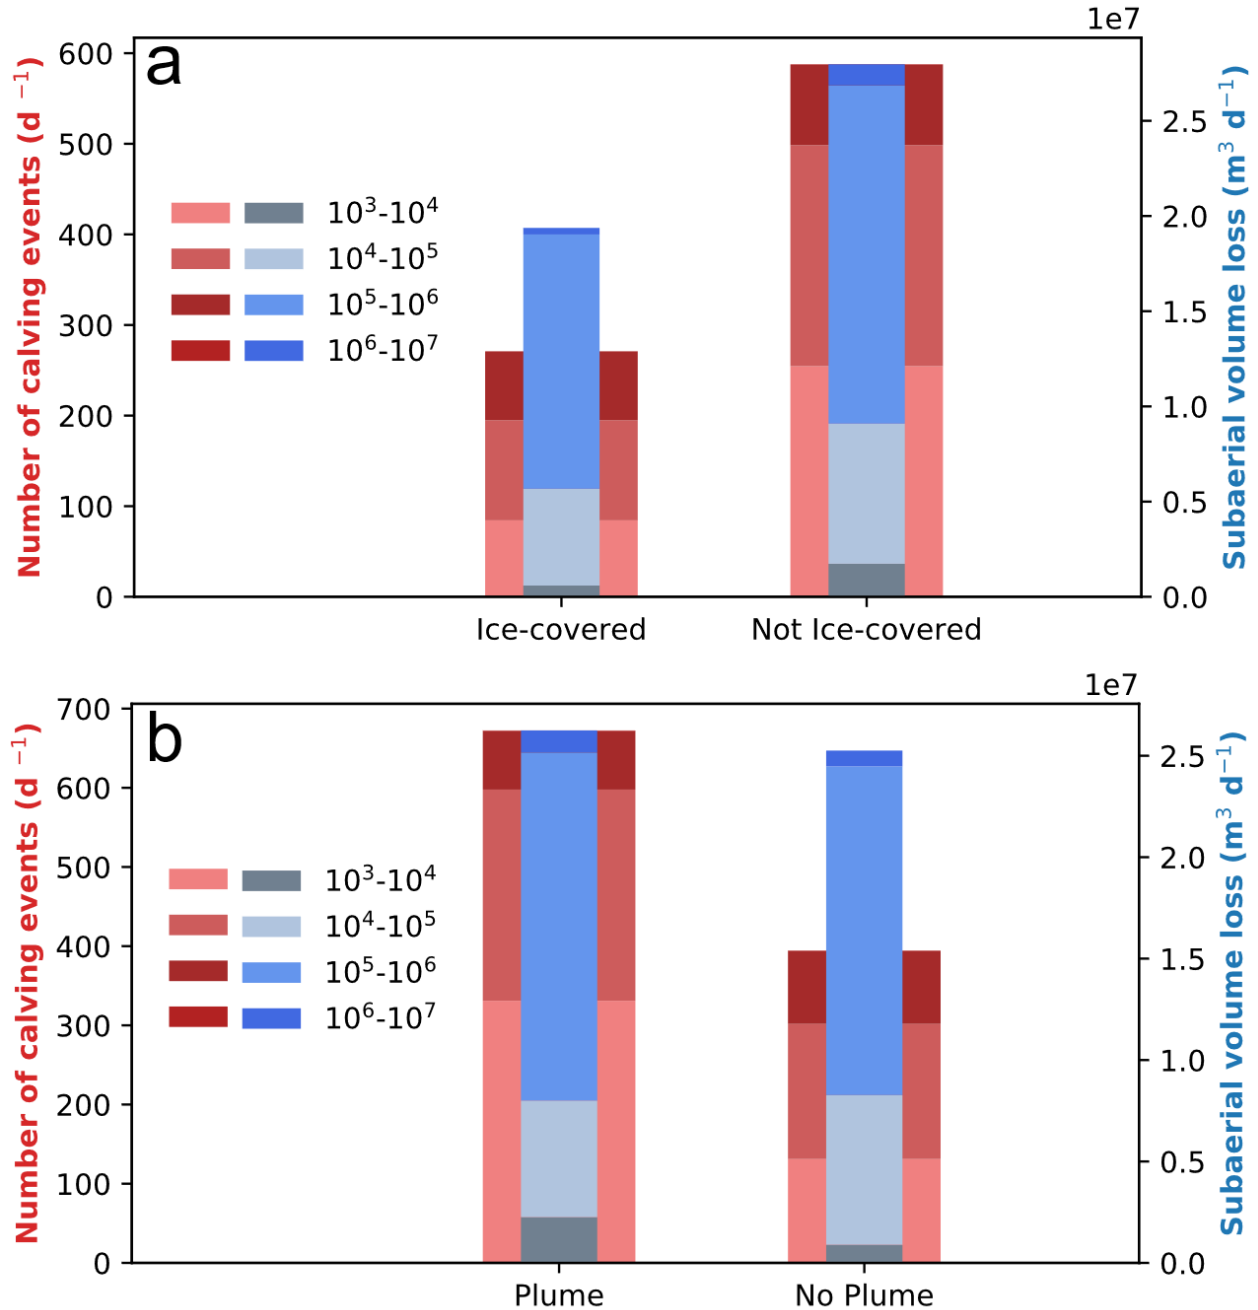 1e7
a
Number of calving events (d ⁻¹)
600
500
400
300
200
100
0
10³-10⁴
10⁴-10⁵
10⁵-10⁶
10⁶-10⁷
2.5
2.0
1.5
1.0
0.5
0.0
Subaerial volume loss (m³ d⁻¹)
Ice-covered
Not Ice-covered
1e7
b
Number of calving events (d ⁻¹)
700
600
500
400
300
200
100
0
10³-10⁴
10⁴-10⁵
10⁵-10⁶
10⁶-10⁷
2.5
2.0
1.5
1.0
0.5
0.0
Subaerial volume loss (m³ d⁻¹)
Plume
No Plume